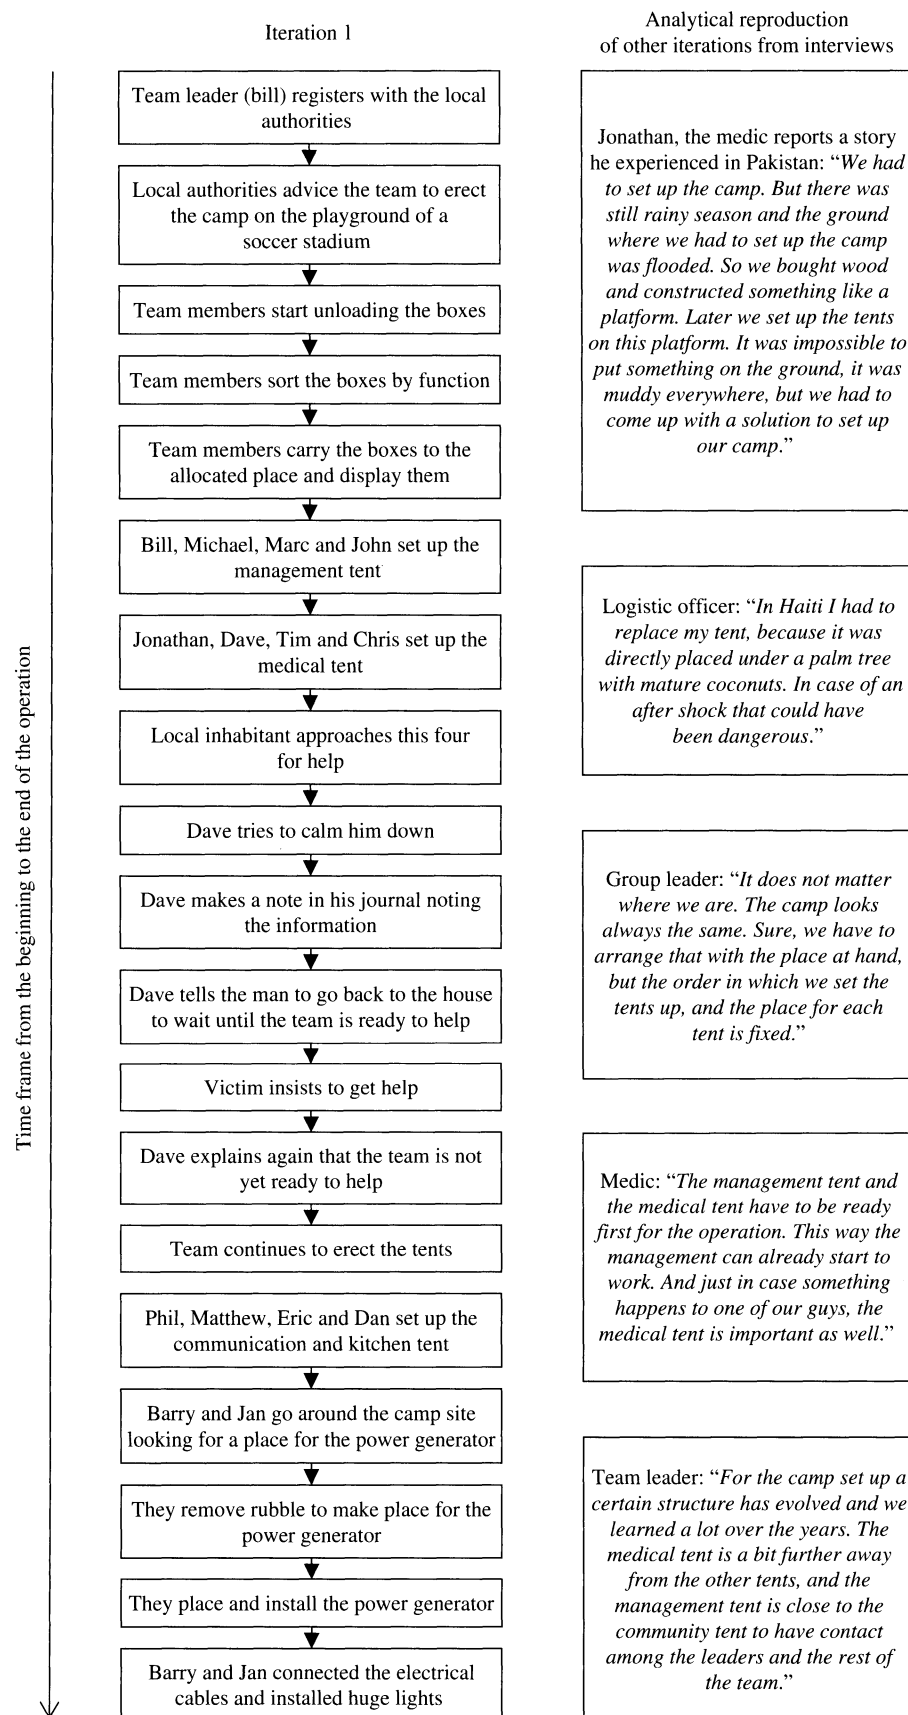 Iteration 1
Analytical reproduction
of other iterations from interviews
Time frame from the beginning to the end of the operation
Team leader (bill) registers with the local
authorities
Local authorities advice the team to erect
the camp on the playground of a
soccer stadium
Team members start unloading the boxes
Team members sort the boxes by function
Team members carry the boxes to the
allocated place and display them
Bill, Michael, Marc and John set up the
management tent
Jonathan, Dave, Tim and Chris set up the
medical tent
Local inhabitant approaches this four
for help
Dave tries to calm him down
Dave makes a note in his journal noting
the information
Dave tells the man to go back to the house
to wait until the team is ready to help
Victim insists to get help
Dave explains again that the team is not
yet ready to help
Team continues to erect the tents
Phil, Matthew, Eric and Dan set up the
communication and kitchen tent
Barry and Jan go around the camp site
looking for a place for the power generator
They remove rubble to make place for the
power generator
They place and install the power generator
Barry and Jan connected the electrical
cables and installed huge lights
Jonathan, the medic reports a story
he experienced in Pakistan: “We had
to set up the camp. But there was
still rainy season and the ground
where we had to set up the camp
was flooded. So we bought wood
and constructed something like a
platform. Later we set up the tents
on this platform. It was impossible to
put something on the ground, it was
muddy everywhere, but we had to
come up with a solution to set up
our camp.”
Logistic officer: “In Haiti I had to
replace my tent, because it was
directly placed under a palm tree
with mature coconuts. In case of an
after shock that could have
been dangerous.”
Group leader: “It does not matter
where we are. The camp looks
always the same. Sure, we have to
arrange that with the place at hand,
but the order in which we set the
tents up, and the place for each
tent is fixed.”
Medic: “The management tent and
the medical tent have to be ready
first for the operation. This way the
management can already start to
work. And just in case something
happens to one of our guys, the
medical tent is important as well.”
Team leader: “For the camp set up a
certain structure has evolved and we
learned a lot over the years. The
medical tent is a bit further away
from the other tents, and the
management tent is close to the
community tent to have contact
among the leaders and the rest of
the team.”